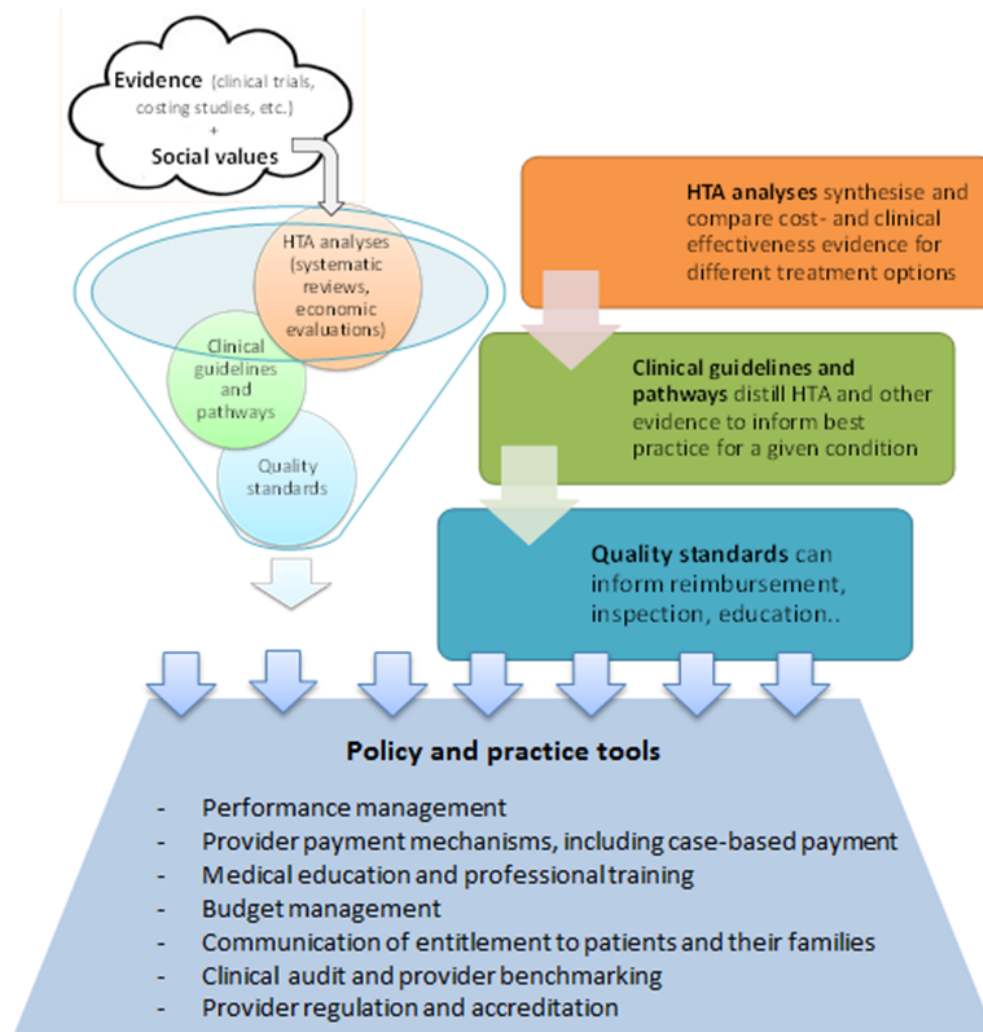 Evidence (clinical trials,
costing studies, etc.)
+
Social values
HTA analyses
(systematic
reviews,
economic
evaluations)
Clinical
guidelines
and
pathways
Quality
standards
HTA analyses synthesise and
compare cost- and clinical
effectiveness evidence for
different treatment options
Clinical guidelines and
pathways distill HTA and other
evidence to inform best
practice for a given condition
Quality standards can
inform reimbursement,
inspection, education..
Policy and practice tools
- Performance management
- Provider payment mechanisms, including case-based payment
- Medical education and professional training
- Budget management
- Communication of entitlement to patients and their families
- Clinical audit and provider benchmarking
- Provider regulation and accreditation